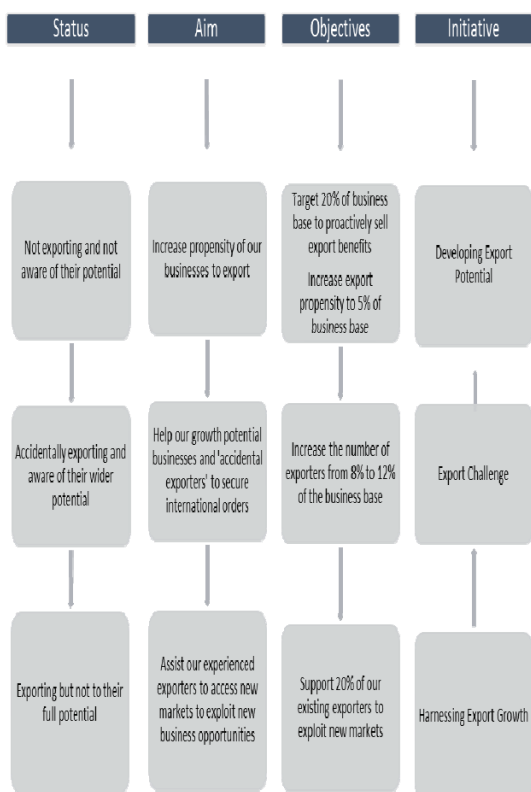 Status
Aim
Objectives
Initiative
Not exporting and not
aware of their potential
Increase propensity of our
businesses to export
Target 20% of business
base to proactively sell
export benefits
Increase export
propensity to 5% of
business base
Developing Export
Potential
Accidentally exporting and
aware of their wider
potential
Help our growth potential
businesses and 'accidental
exporters' to secure
international orders
Increase the number of
exporters from 8% to 12%
of the business base
Export Challenge
Exporting but not to their
full potential
Assist our experienced
exporters to access new
markets to exploit new
business opportunities
Support 20% of our
existing exporters to
exploit new markets
Harnessing Export Growth